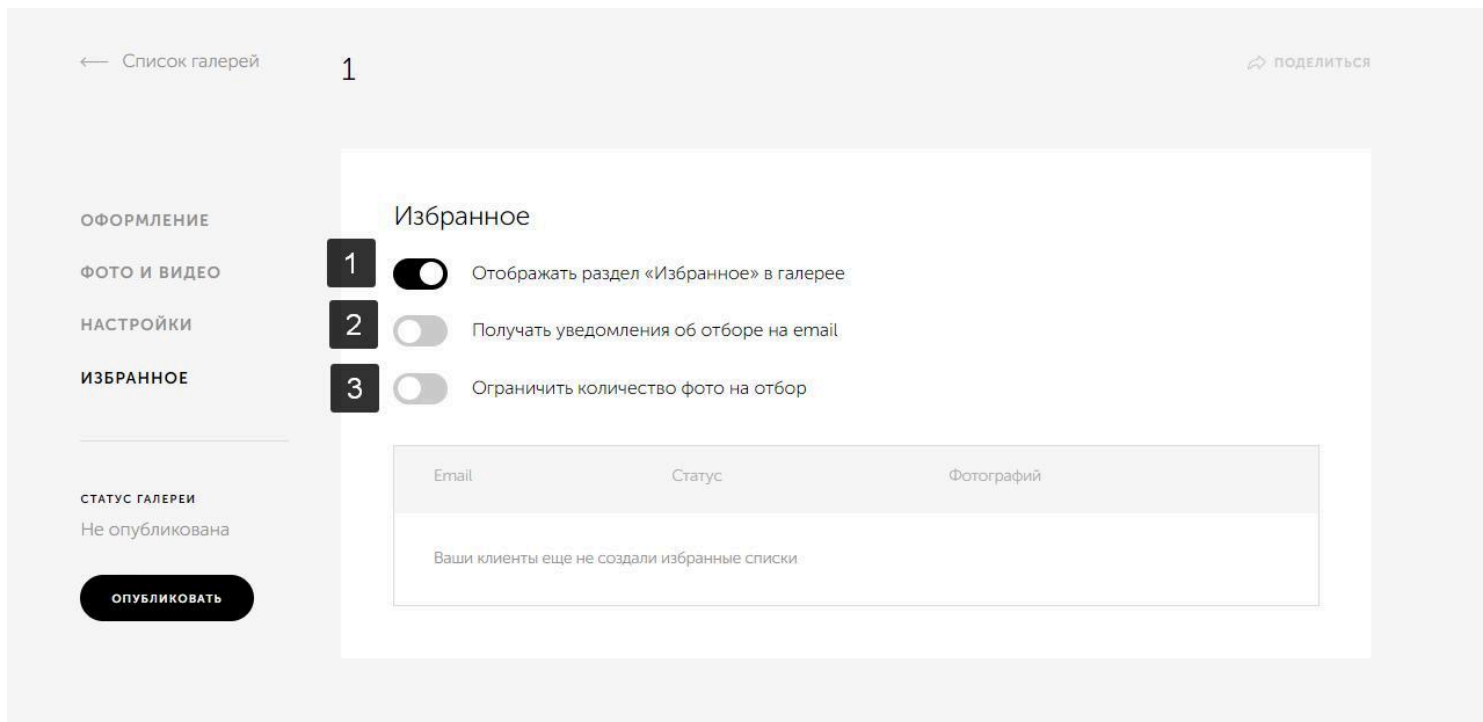 Список галерей
1
ПОДЕЛИТЬСЯ
ОФОРМЛЕНИЕ
ФОТО И ВИДЕО
НАСТРОЙКИ
ИЗБРАННОЕ
СТАТУС ГАЛЕРЕИ
Не опубликована
ОПУБЛИКОВАТЬ
Избранное
1 Отображать раздел «Избранное» в галерее
2 Получать уведомления об отборе на email
3 Ограничить количество фото на отбор
Email Статус Фотографий
Ваши клиенты еще не создали избранные списки